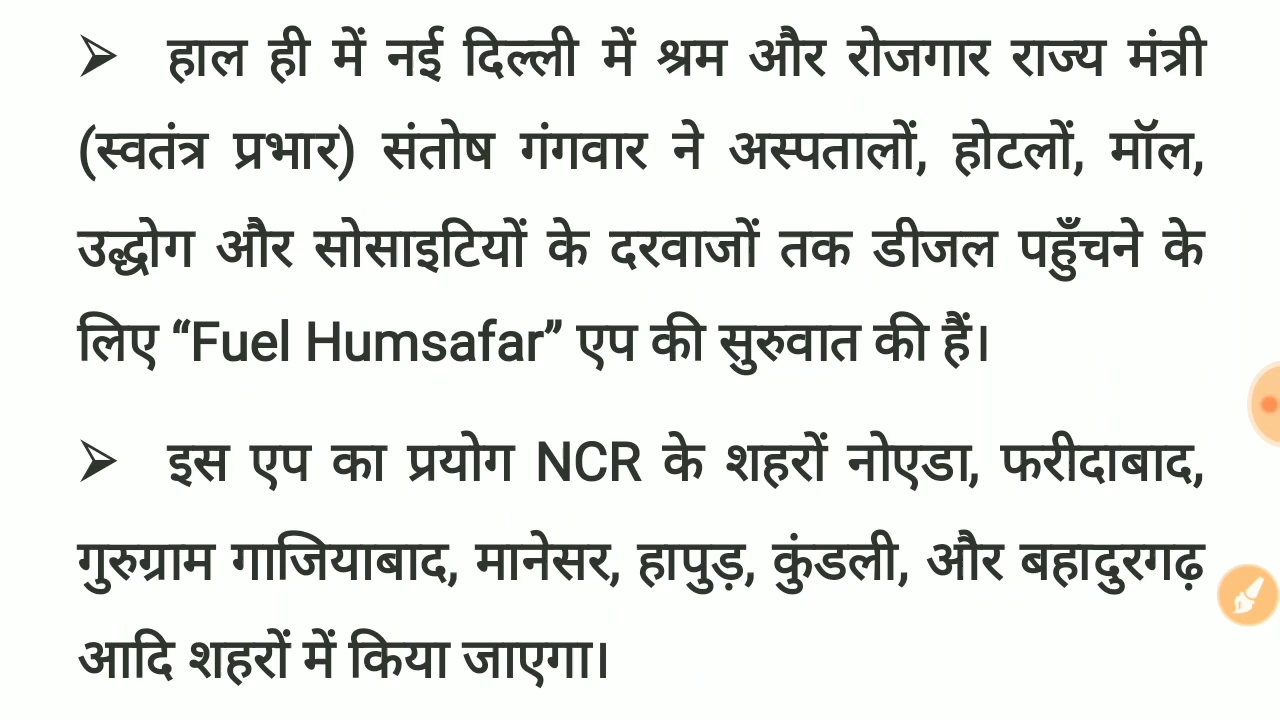 ➢ हाल ही में नई दिल्ली में श्रम और रोजगार राज्य मंत्री
(स्वतंत्र प्रभार) संतोष गंगवार ने अस्पतालों, होटलों, मॉल,
उद्धोग और सोसाइटियों के दरवाजों तक डीजल पहुँचने के
लिए “Fuel Humsafar” एप की सुरुवात की हैं।
➢ इस एप का प्रयोग NCR के शहरों नोएडा, फरीदाबाद,
गुरुग्राम गाजियाबाद, मानेसर, हापुड़, कुंडली, और बहादुरगढ़
आदि शहरों में किया जाएगा।